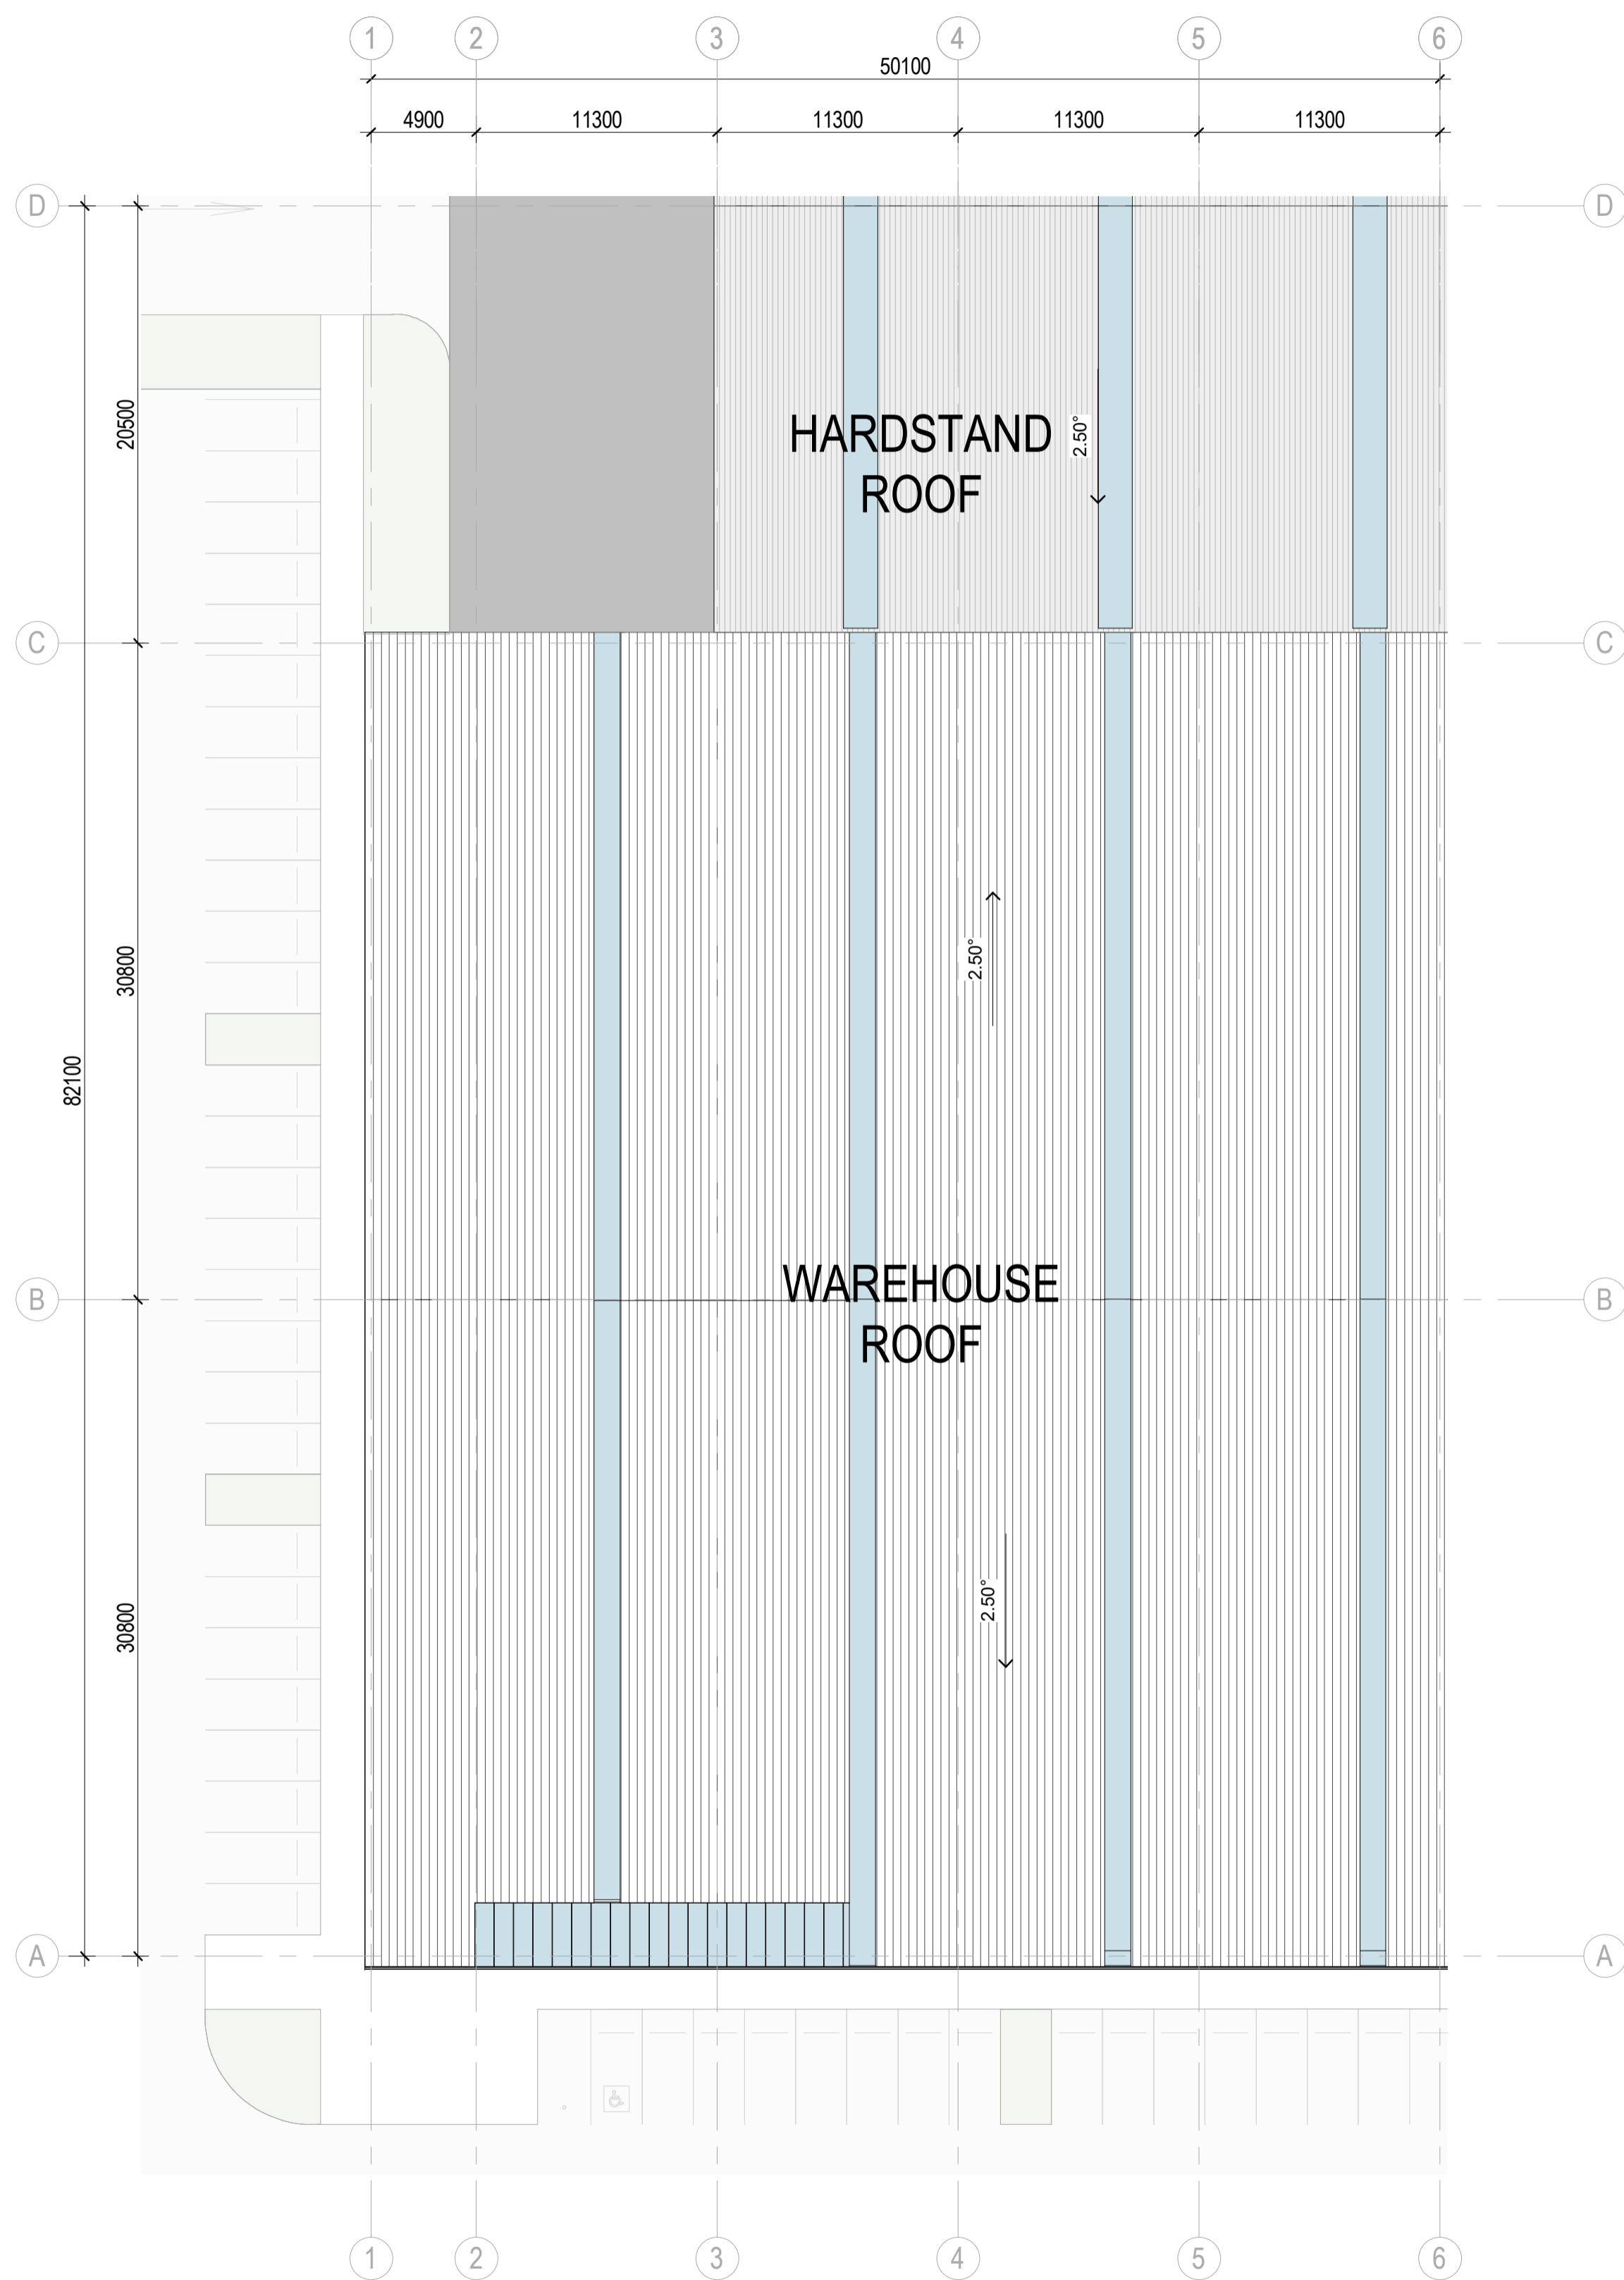 1 2 3 4 5 6
50100
4900 11300 11300 11300 11300
D D
20500
HARDSTAND
ROOF
2.50°
C C
30800
2.50°
82100
B B
WAREHOUSE
ROOF
30800
2.50°
A A
1 2 3 4 5 6